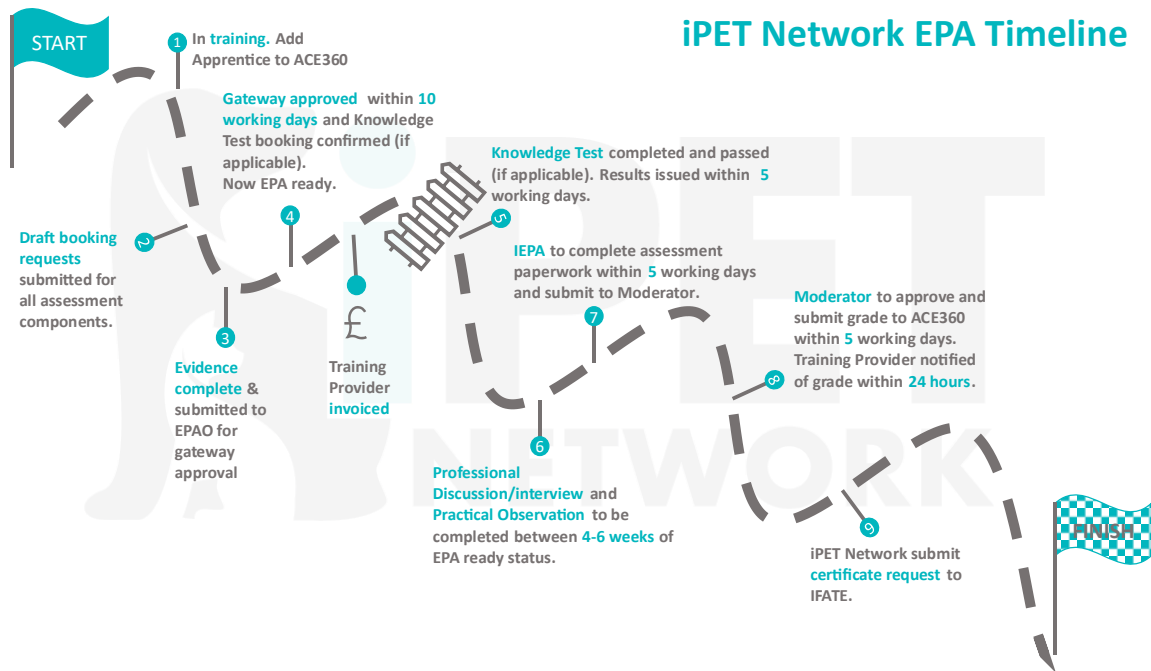 iPET Network EPA Timeline
START
1
In training. Add
Apprentice to ACE360
2
Draft booking
requests
submitted for
all assessment
components.
3
Evidence
complete &
submitted to
EPAO for
gateway
approval
Gateway approved within 10
working days and Knowledge
Test booking confirmed (if
applicable).
Now EPA ready.
4
£
Training
Provider
invoiced
Knowledge Test completed and passed
(if applicable). Results issued within 5
working days.
5
6
Professional
Discussion/interview and
Practical Observation to be
completed between 4-6 weeks of
EPA ready status.
IEPA to complete assessment
paperwork within 5 working days
and submit to Moderator.
7
Moderator to approve and
submit grade to ACE360
within 5 working days.
Training Provider notified
of grade within 24 hours.
8
9
iPET Network submit
certificate request to
IFATE.
FINISH
iPET
NETWORK